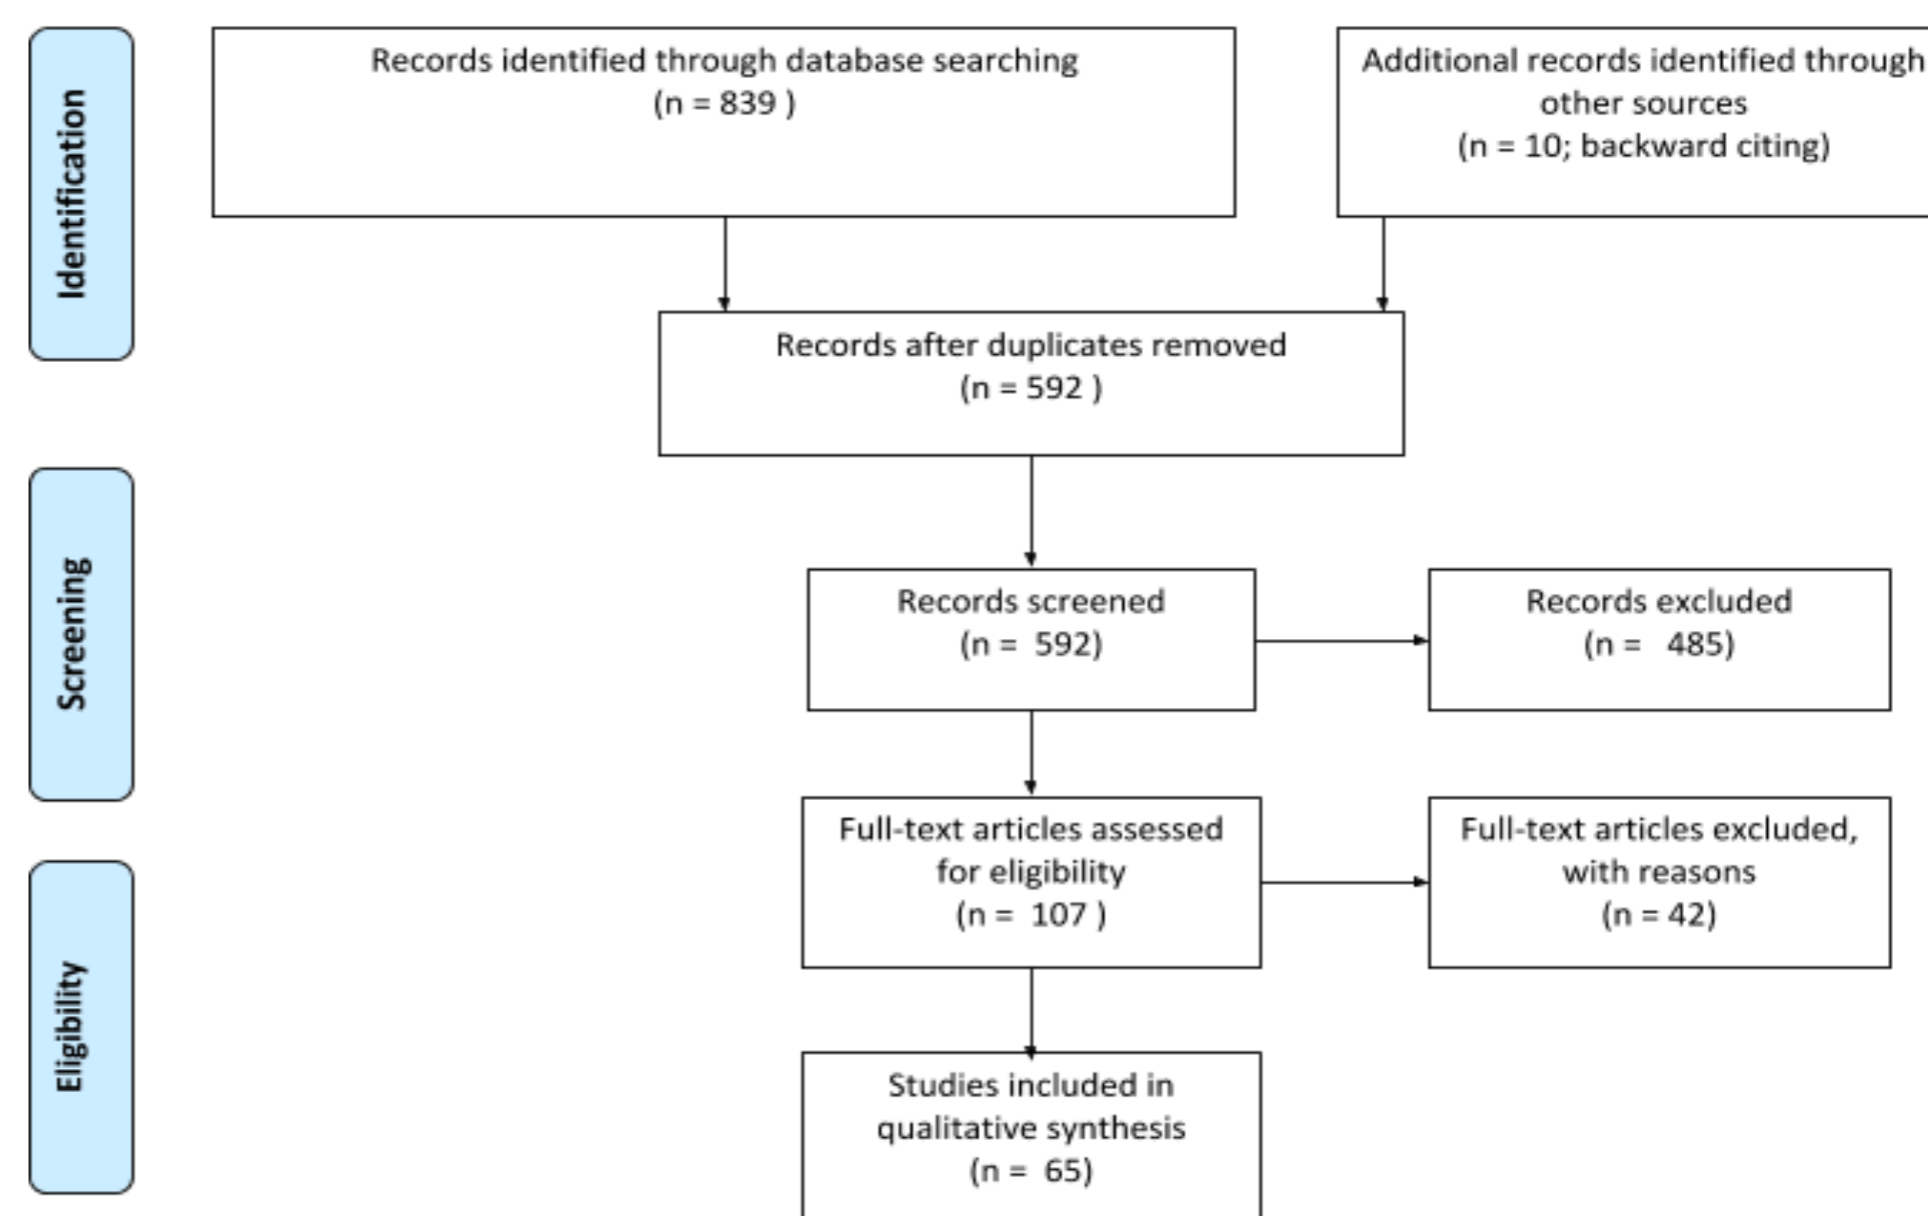 Identification
Records identified through database searching
(n = 839 )
Additional records identified through
other sources
(n = 10; backward citing)
Records after duplicates removed
(n = 592 )
Screening
Records screened
(n =  592)
Records excluded
(n =   485)
Full-text articles assessed
for eligibility
(n =  107 )
Full-text articles excluded,
with reasons
(n = 42)
Eligibility
Studies included in
qualitative synthesis
(n =  65)